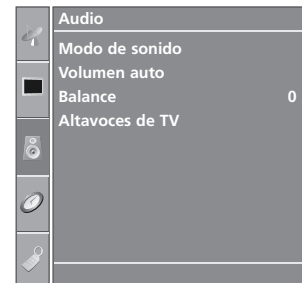 Audio
Modo de sonido
Volumen auto
Balance 0
Altavoces de TV